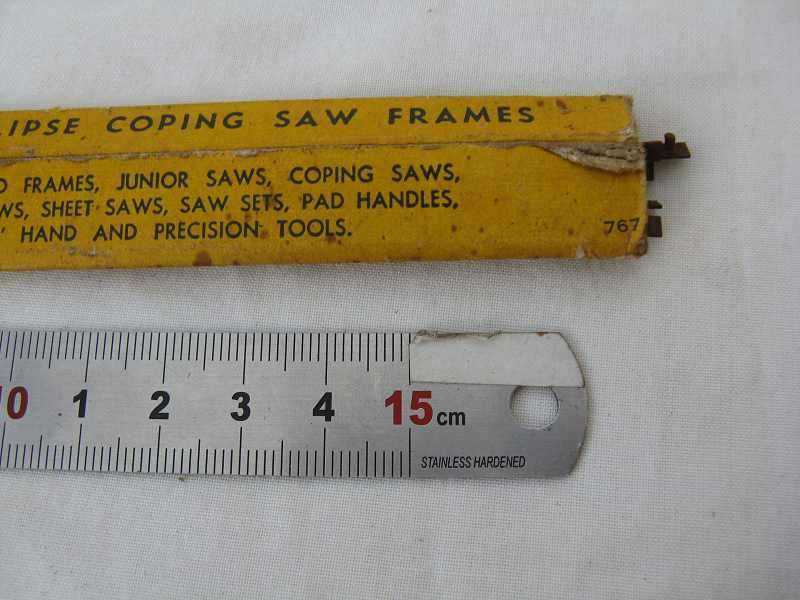 IPSE COPING SAW FRAMES
FRAMES, JUNIOR SAWS, COPING SAWS,
WS, SHEET SAWS, SAW SETS, PAD HANDLES,
' HAND AND PRECISION TOOLS.
767
10 1 2 3 4 15 cm
STAINLESS HARDENED